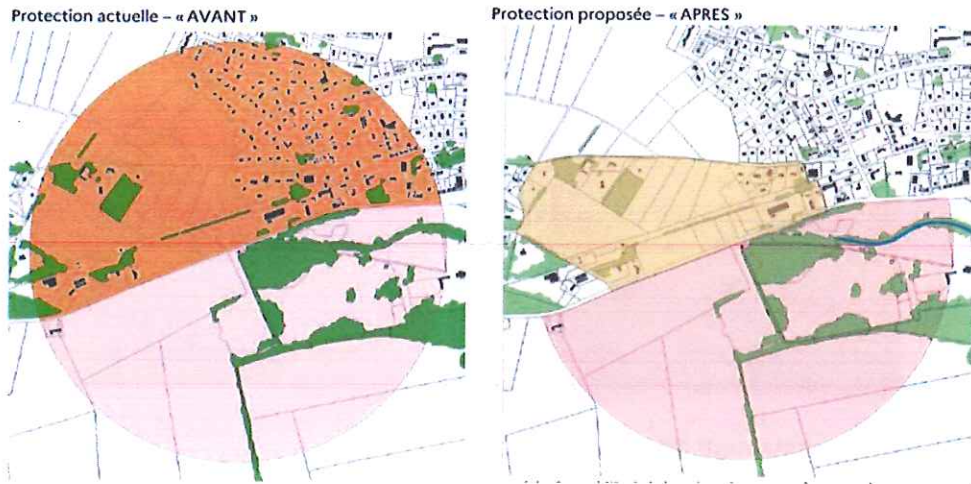 Protection actuelle – « AVANT »
Protection proposée – « APRES »